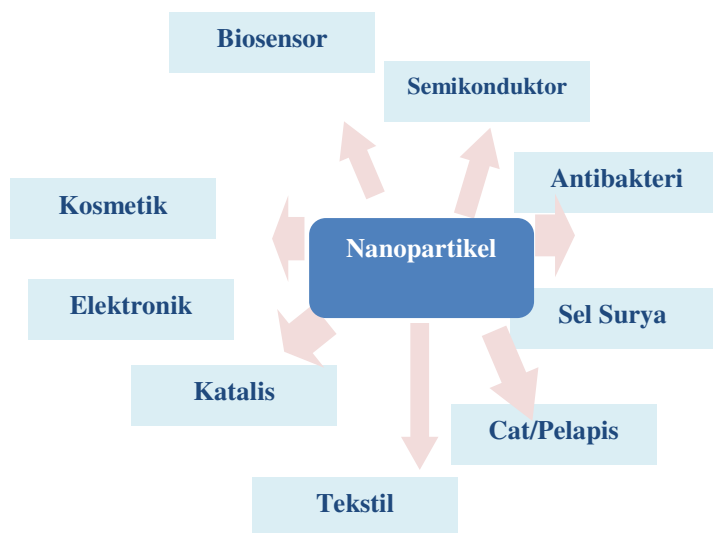 Biosensor
Semikonduktor
Antibakteri
Kosmetik
Nanopartikel
Elektronik
Sel Surya
Katalis
Cat/Pelapis
Tekstil